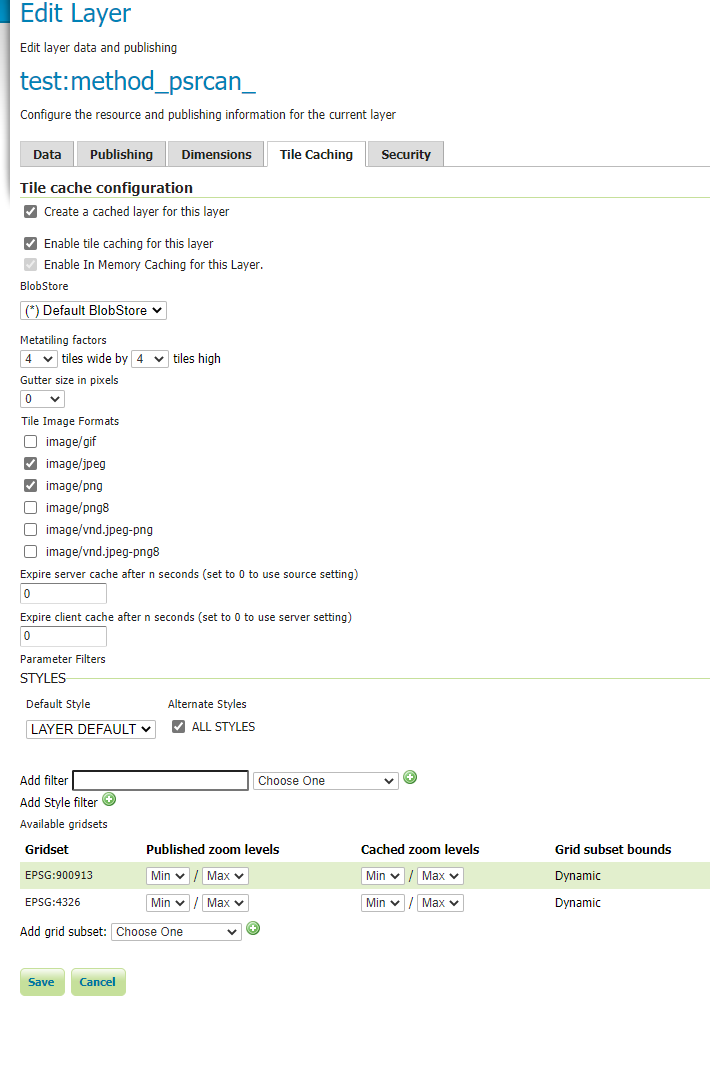 Edit Layer
Edit layer data and publishing
test:method_psrcan_
Configure the resource and publishing information for the current layer
Data Publishing Dimensions Tile Caching Security
Tile cache configuration
Create a cached layer for this layer
Enable tile caching for this layer
Enable In Memory Caching for this Layer.
BlobStore
(*) Default BlobStore
Metatiling factors
4 tiles wide by 4 tiles high
Gutter size in pixels
0
Tile Image Formats
image/gif
image/jpeg
image/png
image/png8
image/vnd.jpeg-png
image/vnd.jpeg-png8
Expire server cache after n seconds (set to 0 to use source setting)
0
Expire client cache after n seconds (set to 0 to use server setting)
0
Parameter Filters
STYLES
Default Style Alternate Styles
LAYER DEFAULT ALL STYLES
Add filter Choose One
Add Style filter
Available gridsets
Gridset Published zoom levels Cached zoom levels Grid subset bounds
EPSG:900913 Min / Max Min / Max Dynamic
EPSG:4326 Min / Max Min / Max Dynamic
Add grid subset: Choose One
Save Cancel